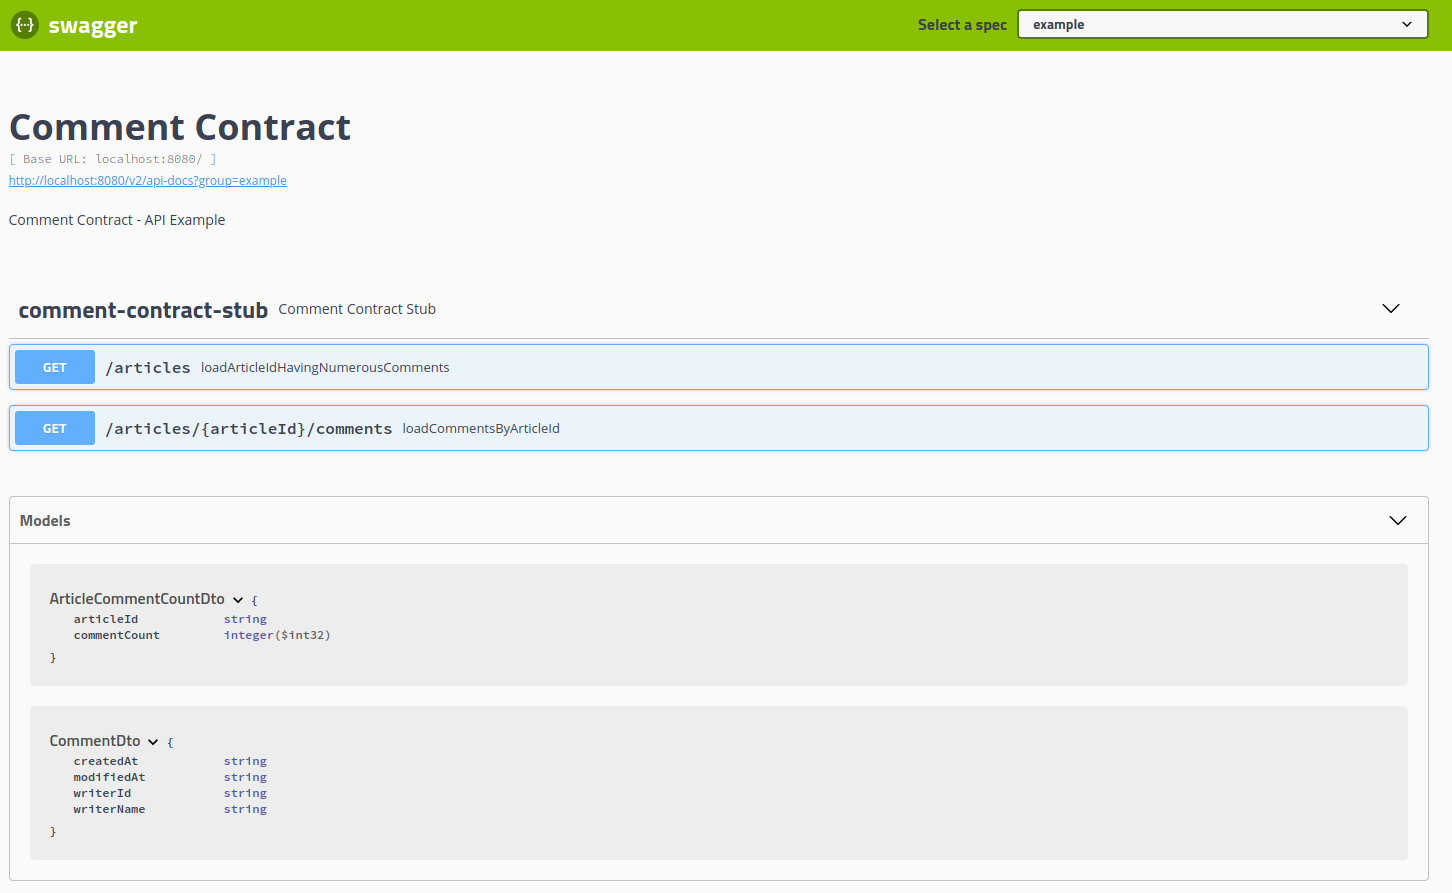 {···} swagger
Select a spec example
Comment Contract
[ Base URL: localhost:8080/ ]
http://localhost:8080/v2/api-docs?group=example
Comment Contract - API Example
comment-contract-stub Comment Contract Stub
GET /articles loadArticleIdHavingNumerousComments
GET /articles/{articleId}/comments loadCommentsByArticleId
Models
ArticleCommentCountDto {
articleId string
commentCount integer($int32)
}
CommentDto {
createdAt string
modifiedAt string
writerId string
writerName string
}